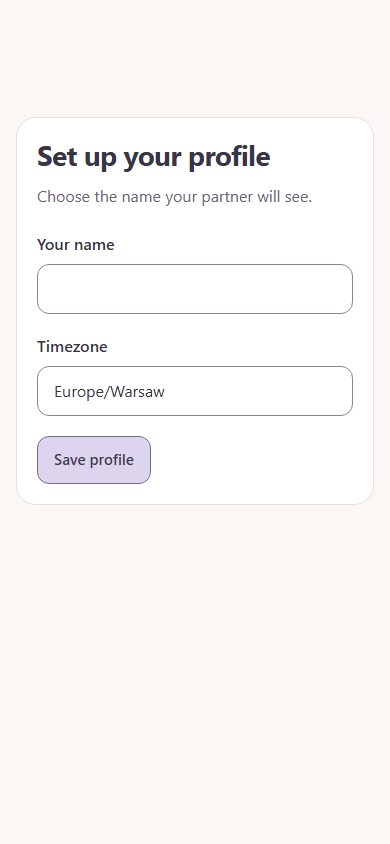 Set up your profile
Choose the name your partner will see.
Your name
Timezone
Europe/Warsaw
Save profile